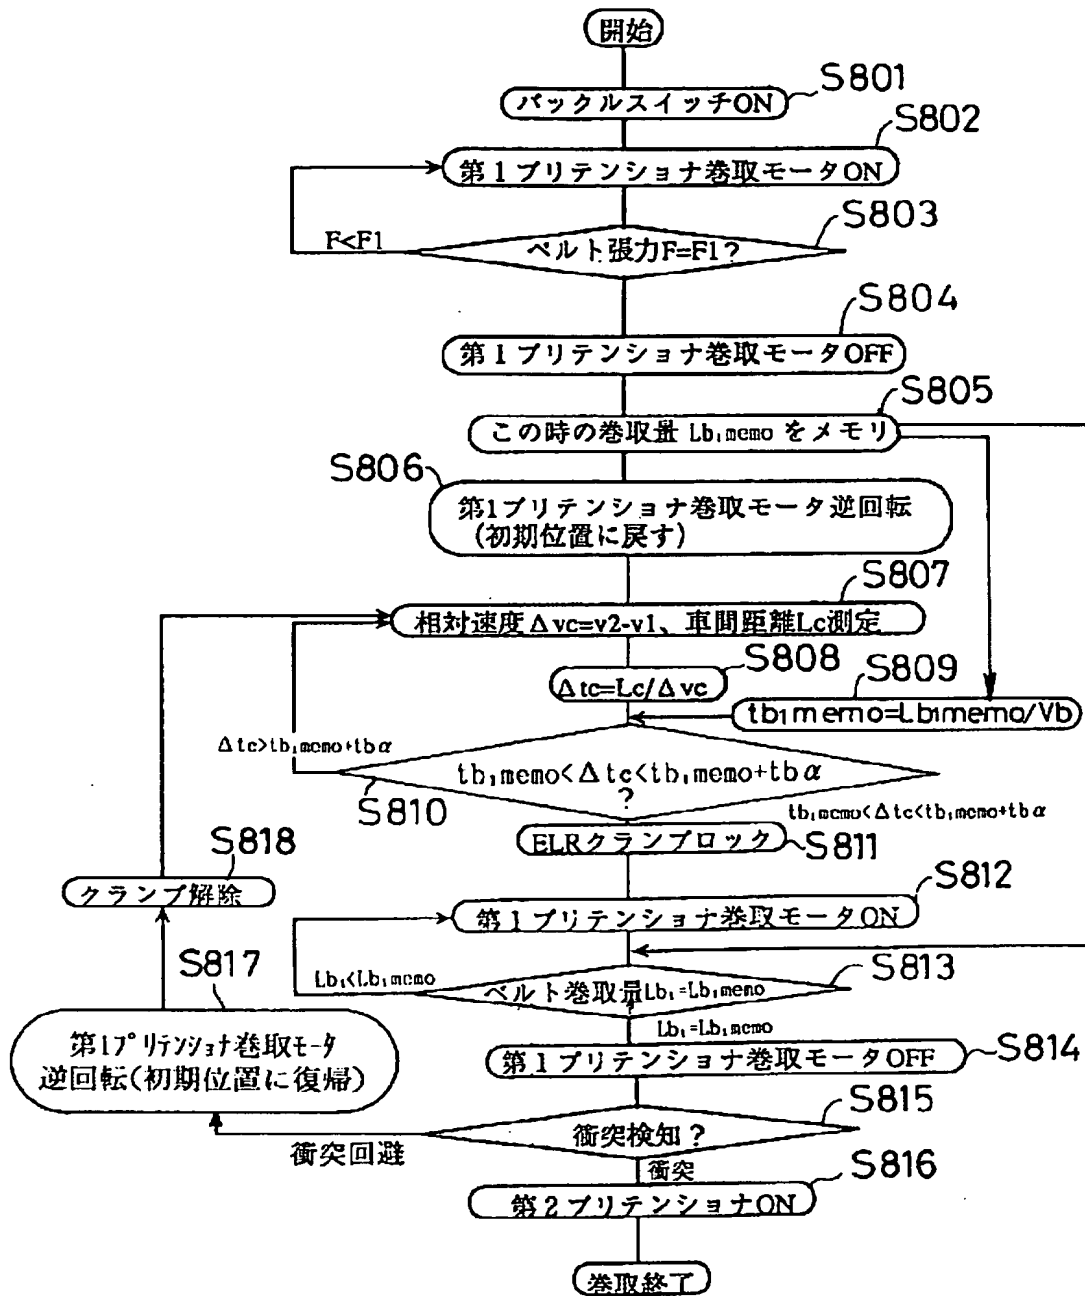 開始
バックルスイッチON
S801
第1プリテンショナ巻取モータON
S802
F<F1
ベルト張力F=F1?
S803
第1プリテンショナ巻取モータOFF
S804
この時の巻取量 Lb₁memo をメモリ
S805
S806
第1プリテンショナ巻取モータ逆回転
(初期位置に戻す)
相対速度Δvc=v2-v1、車間距離Lc測定
S807
Δtc=Lc/Δvc
S808
tb₁memo=Lb₁memo/Vb
S809
Δtc>tb₁memo+tbα
tb₁memo<Δtc<tb₁memo+tbα
?
S810
tb₁memo<Δtc<tb₁memo+tbα
ELRクランプロック
S811
S818
クランプ解除
第1プリテンショナ巻取モータON
S812
Lb₁<Lb₁memo
ベルト巻取量Lb₁=Lb₁memo
S813
Lb₁=Lb₁memo
S817
第1プリテンショナ巻取モータ
逆回転(初期位置に復帰)
第1プリテンショナ巻取モータOFF
S814
衝突回避
衝突検知?
S815
衝突
第2プリテンショナON
S816
巻取終了